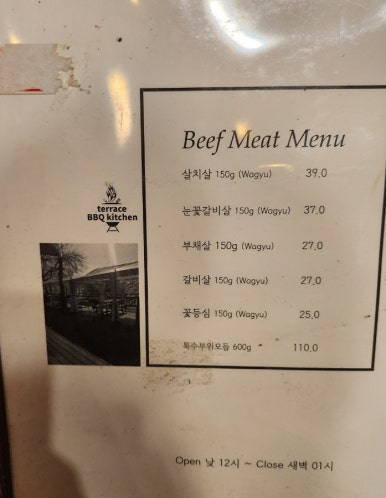 Beef Meat Menu
살치살 150g (Wagyu) 39.0
눈꽃갈비살 150g (Wagyu) 37.0
terrace
BBQ kitchen
부채살 150g (Wagyu) 27.0
갈비살 150g (Wagyu) 27.0
꽃등심 150g (Wagyu) 25.0
특수부위모듬 600g 110.0
Open 낮 12시 ~ Close 새벽 01시